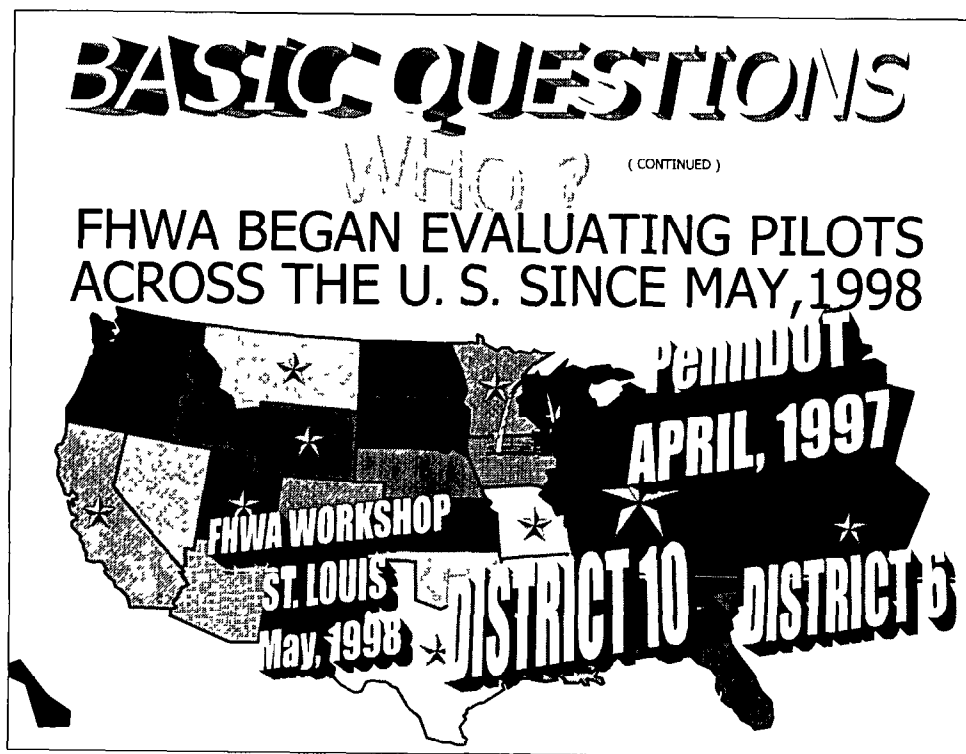 BASIC QUESTIONS
WHO ?
( CONTINUED )
FHWA BEGAN EVALUATING PILOTS
ACROSS THE U. S. SINCE MAY,1998
PennDOT
APRIL, 1997
FHWA WORKSHOP
ST. LOUIS
May, 1998
DISTRICT 10
DISTRICT 6